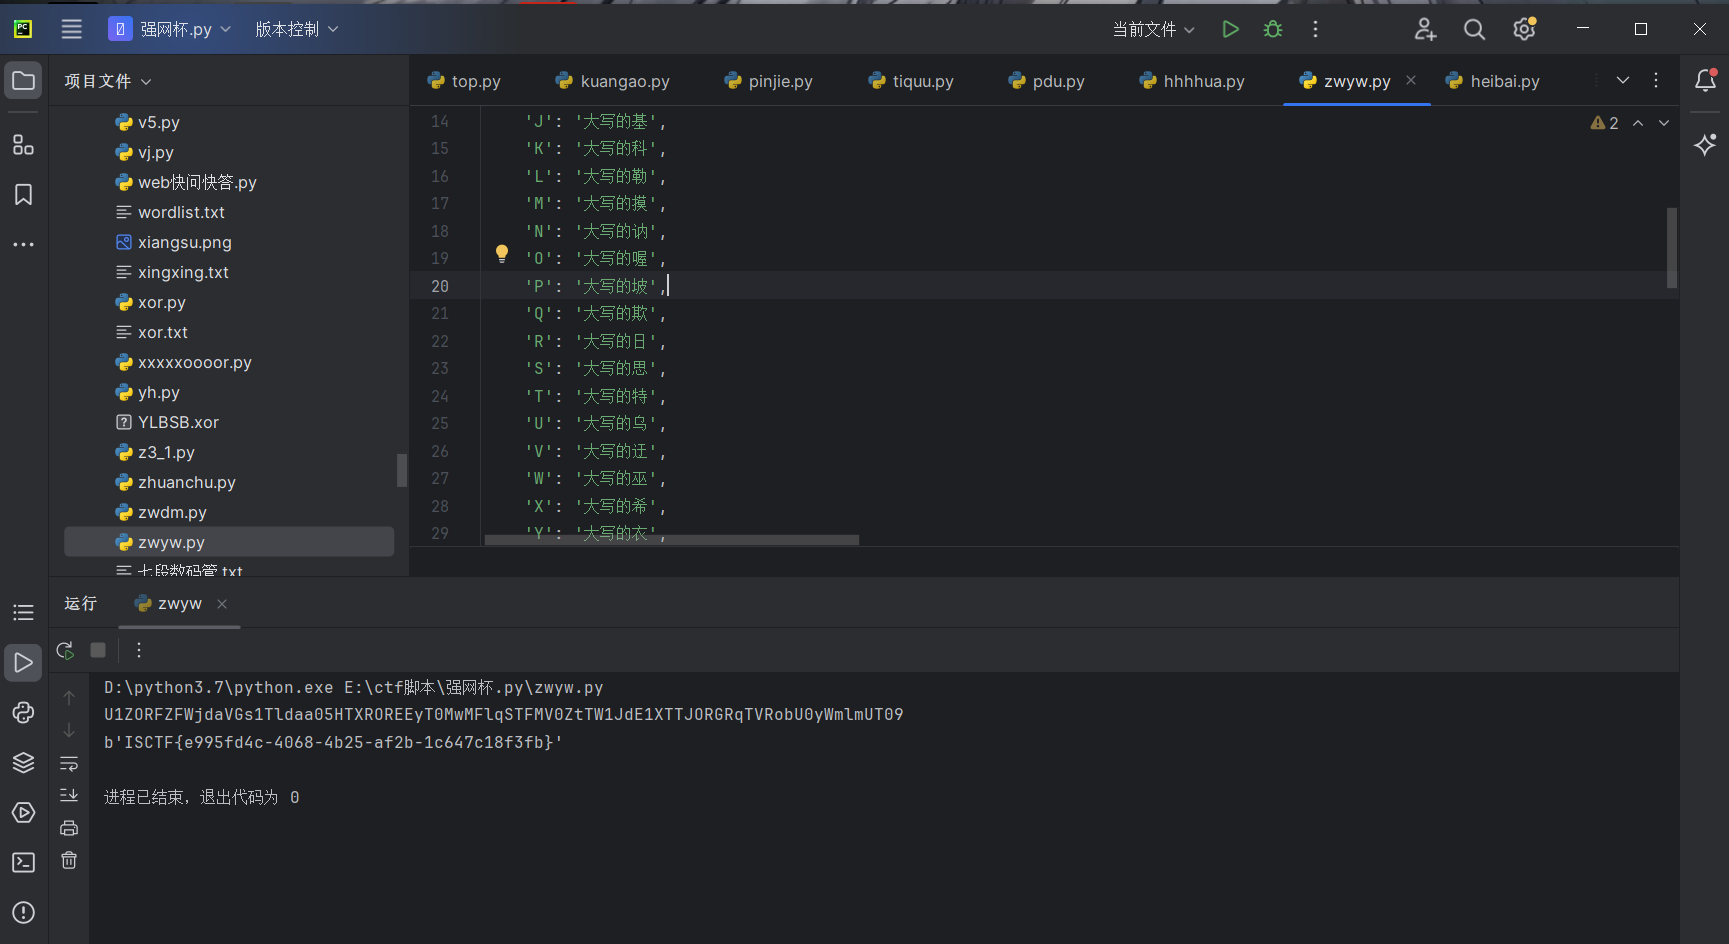 强网杯.py
版本控制
当前文件
项目文件
top.py
kuangao.py
pinjie.py
tiquu.py
pdu.py
hhhhua.py
zwyw.py
heibai.py
v5.py
vj.py
web快问快答.py
wordlist.txt
xiangsu.png
xingxing.txt
xor.py
xor.txt
xxxxxoooor.py
yh.py
YLBSB.xor
z3_1.py
zhuanchu.py
zwdm.py
zwyw.py
七段数码管.txt
2
14 'J': '大写的基',
15 'K': '大写的科',
16 'L': '大写的勒',
17 'M': '大写的摸',
18 'N': '大写的讷',
19 'O': '大写的喔',
20 'P': '大写的坡',
21 'Q': '大写的欺',
22 'R': '大写的日',
23 'S': '大写的思',
24 'T': '大写的特',
25 'U': '大写的乌',
26 'V': '大写的迂',
27 'W': '大写的巫',
28 'X': '大写的希',
29 'Y': '大写的衣',
运行
zwyw
D:\python3.7\python.exe E:\ctf脚本\强网杯.py\zwyw.py
U1ZORFZFWjdaVGs1Tldaa05HTXROREEyT0MwMFlqSTFMV0ZtTW1JdE1XTTJORGRqTVRobU0yWmlmUT09
b'ISCTF{e995fd4c-4068-4b25-af2b-1c647c18f3fb}'
进程已结束，退出代码为 0